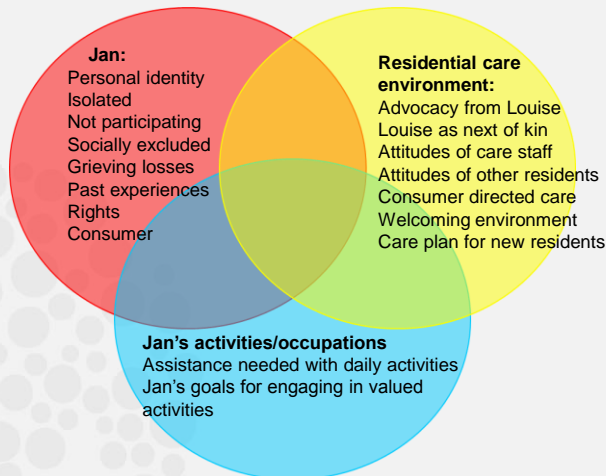 Jan:
Personal identity
Isolated
Not participating
Socially excluded
Grieving losses
Past experiences
Rights
Consumer
Residential care
environment:
Advocacy from Louise
Louise as next of kin
Attitudes of care staff
Attitudes of other residents
Consumer directed care
Welcoming environment
Care plan for new residents
Jan's activities/occupations
Assistance needed with daily activities
Jan's goals for engaging in valued
activities